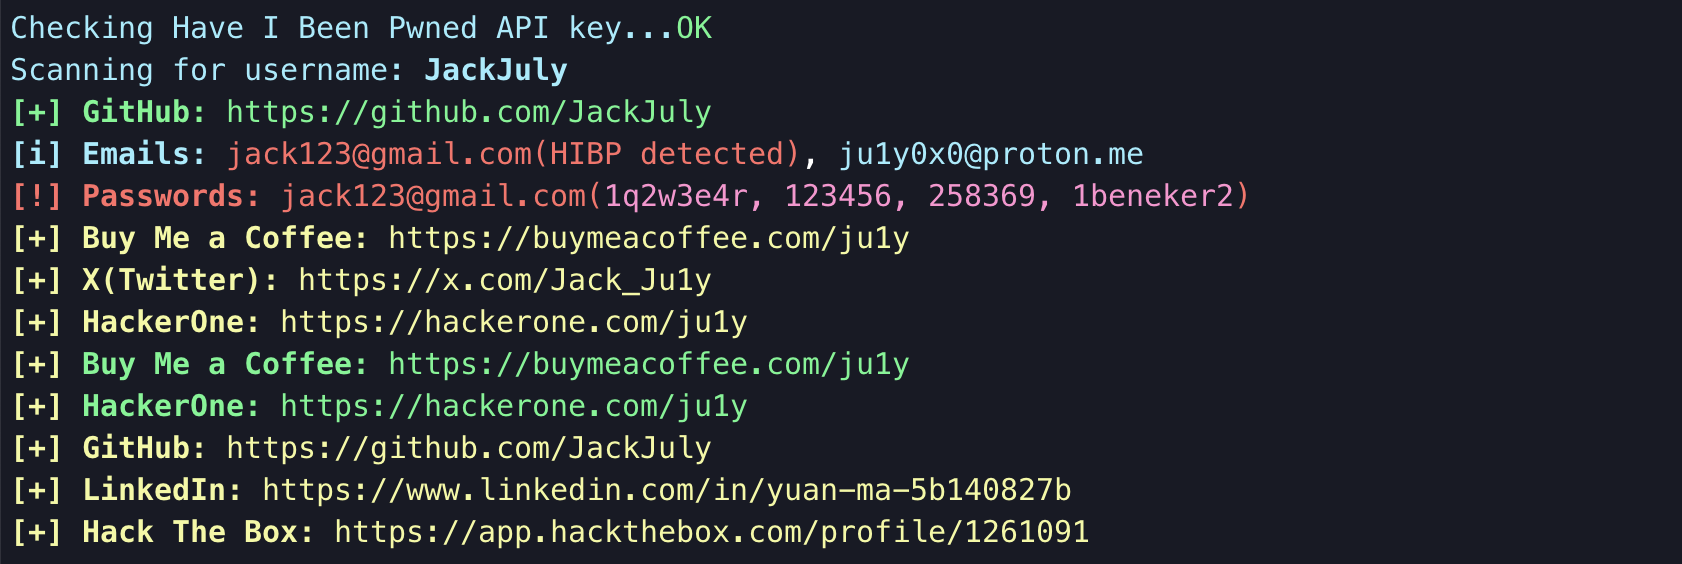 Checking Have I Been Pwned API key...OK
Scanning for username: JackJuly
[+] GitHub: https://github.com/JackJuly
[i] Emails: jack123@gmail.com(HIBP detected), ju1y0x0@proton.me
[!] Passwords: jack123@gmail.com(1q2w3e4r, 123456, 258369, 1beneker2)
[+] Buy Me a Coffee: https://buymeacoffee.com/ju1y
[+] X(Twitter): https://x.com/Jack_Ju1y
[+] HackerOne: https://hackerone.com/ju1y
[+] Buy Me a Coffee: https://buymeacoffee.com/ju1y
[+] HackerOne: https://hackerone.com/ju1y
[+] GitHub: https://github.com/JackJuly
[+] LinkedIn: https://www.linkedin.com/in/yuan-ma-5b140827b
[+] Hack The Box: https://app.hackthebox.com/profile/1261091